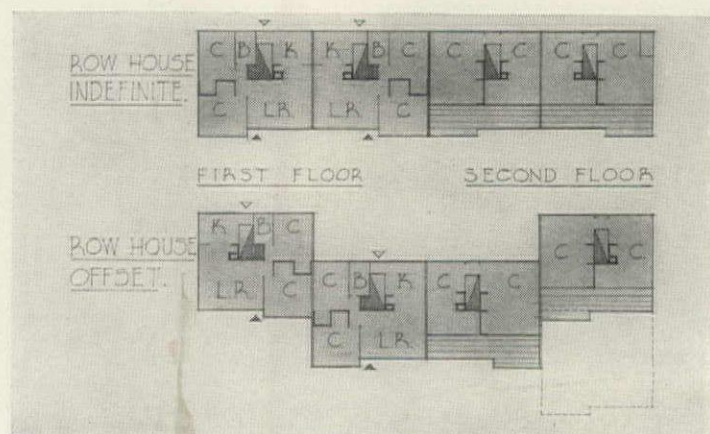 ROW HOUSE
INDEFINITE.
C B K K B C C C C C
C LR LR C
FIRST FLOOR SECOND FLOOR
ROW HOUSE
OFFSET.
K B C C C
LR C C B K C C
C LR